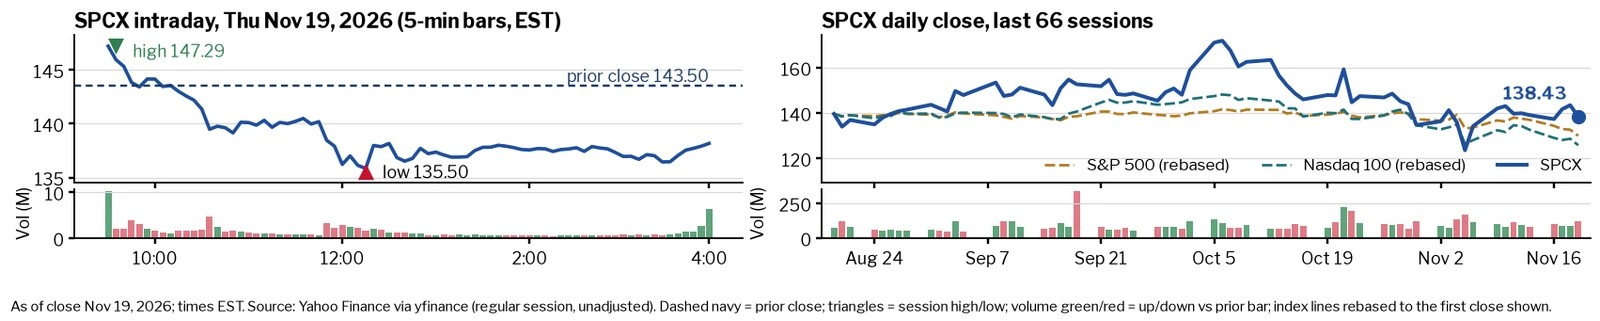 SPCX intraday, Thu Nov 19, 2026 (5-min bars, EST)
high 147.29
prior close 143.50
low 135.50
145
140
135
Vol (M)
10
0
10:00
12:00
2:00
4:00
SPCX daily close, last 66 sessions
138.43
160
140
120
S&P 500 (rebased)
Nasdaq 100 (rebased)
SPCX
Vol (M)
250
0
Aug 24
Sep 7
Sep 21
Oct 5
Oct 19
Nov 2
Nov 16
As of close Nov 19, 2026; times EST. Source: Yahoo Finance via yfinance (regular session, unadjusted). Dashed navy = prior close; triangles = session high/low; volume green/red = up/down vs prior bar; index lines rebased to the first close shown.